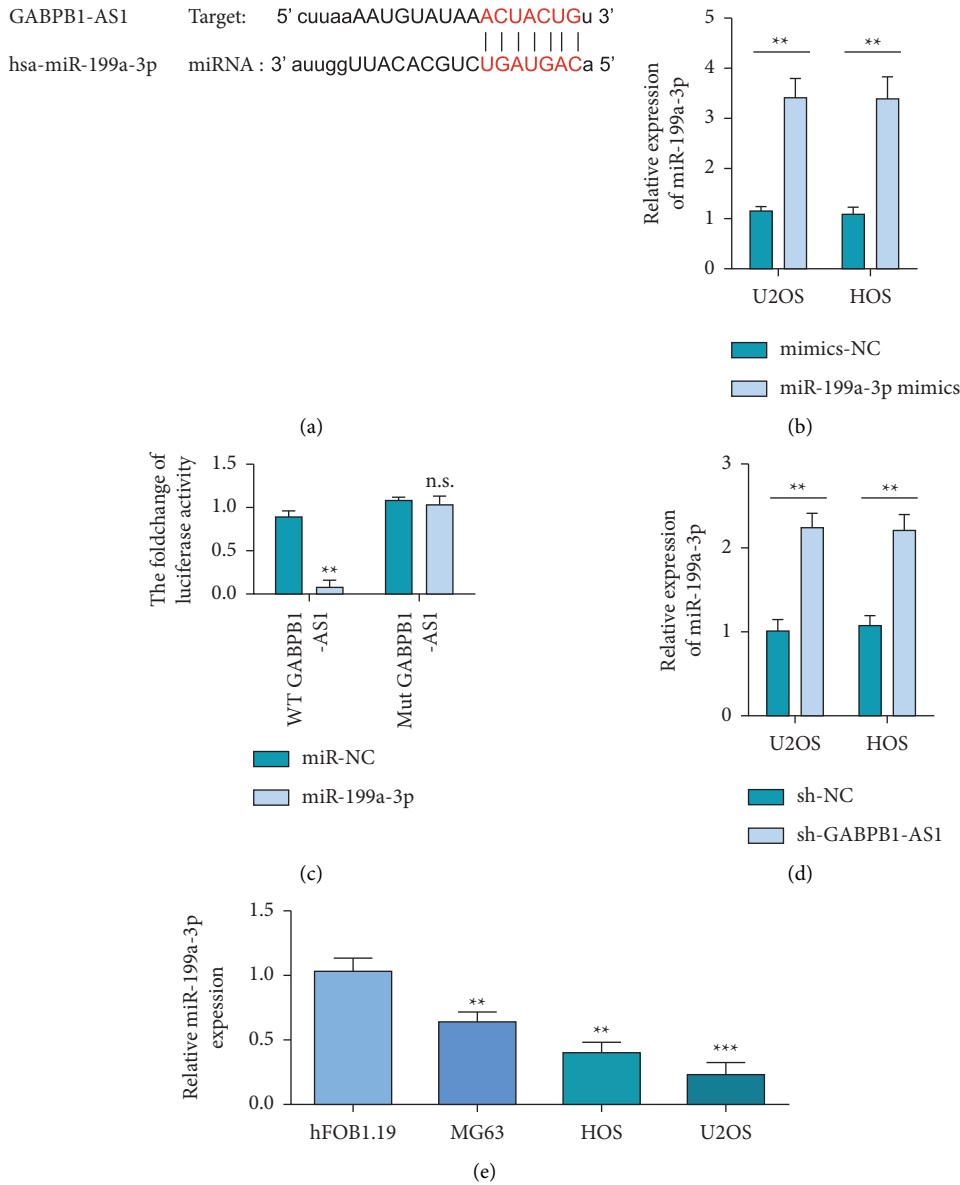 GABPB1-AS1 Target: 5' cuuaaAAUGUAUAAACUACUGu 3'
hsa-miR-199a-3p miRNA : 3' auuggUUACACGUCUGAUGACa 5'
(a)
Relative expression
of miR-199a-3p
5
4
3
2
1
0
**
**
U2OS
HOS
mimics-NC
miR-199a-3p mimics
(b)
The foldchange of
luciferase activity
1.5
1.0
0.5
0.0
**
n.s.
WT GABPB1
-AS1
Mut GABPB1
-AS1
miR-NC
miR-199a-3p
(c)
Relative expression
of miR-199a-3p
3
2
1
0
**
**
U2OS
HOS
sh-NC
sh-GABPB1-AS1
(d)
Relative miR-199a-3p
expession
1.5
1.0
0.5
0.0
**
**
***
hFOB1.19
MG63
HOS
U2OS
(e)